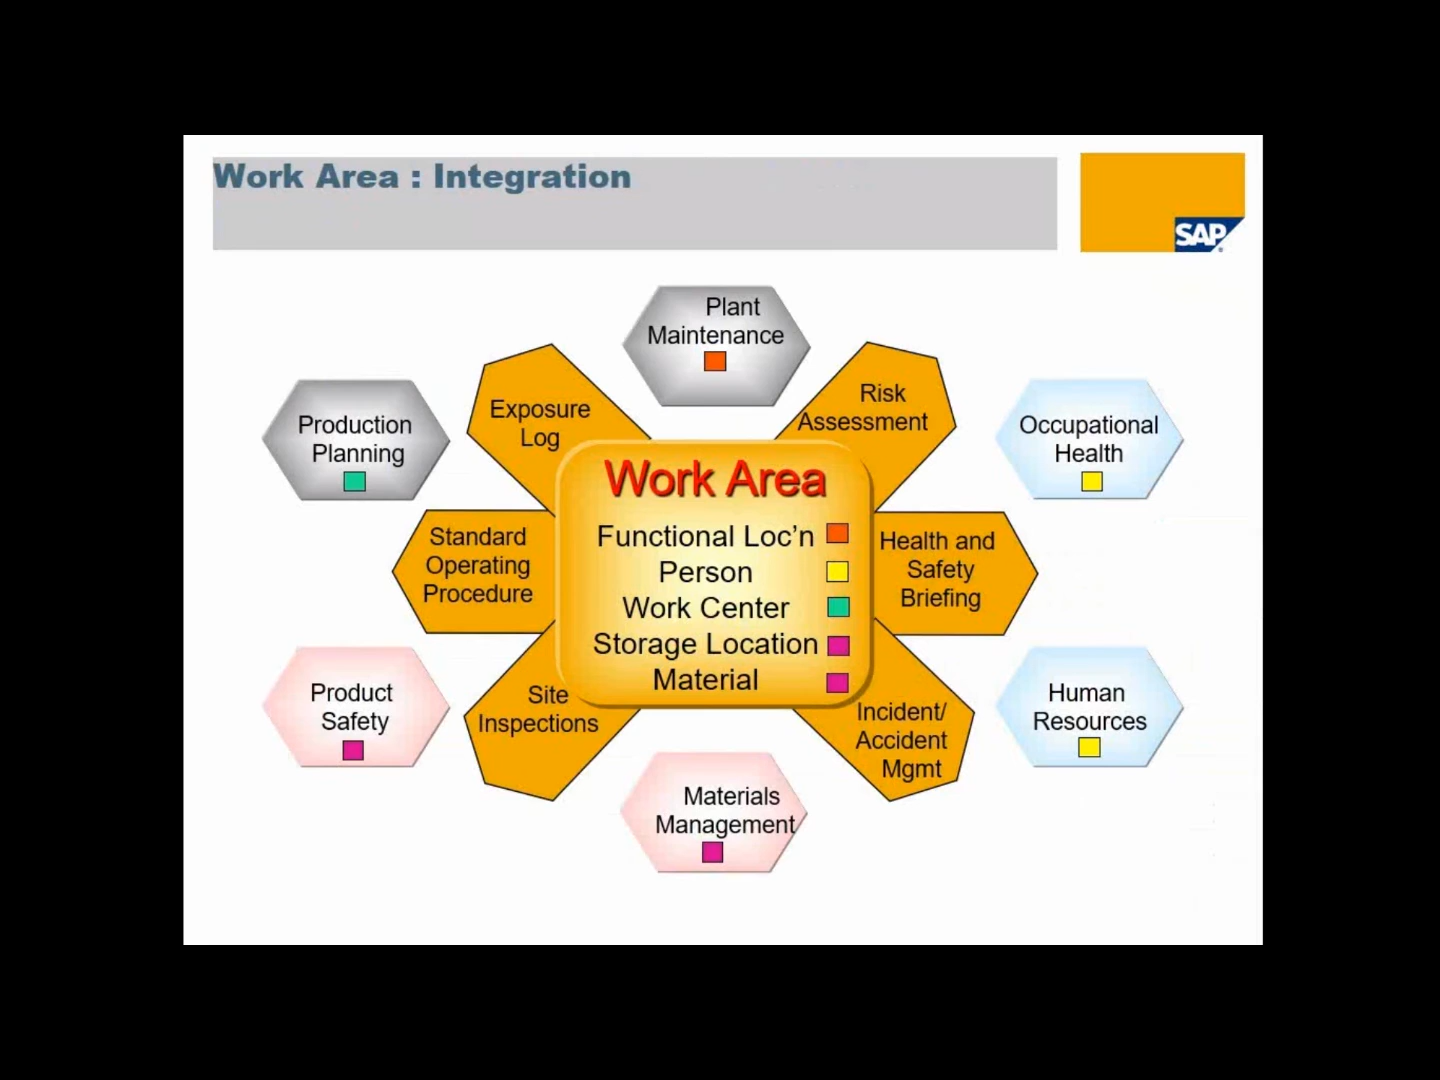 Work Area : Integration
SAP
Plant
Maintenance
Exposure
Log
Risk
Assessment
Production
Planning
Occupational
Health
Work Area
Functional Loc'n
Person
Work Center
Storage Location
Material
Standard
Operating
Procedure
Health and
Safety
Briefing
Product
Safety
Site
Inspections
Incident/
Accident
Mgmt
Human
Resources
Materials
Management